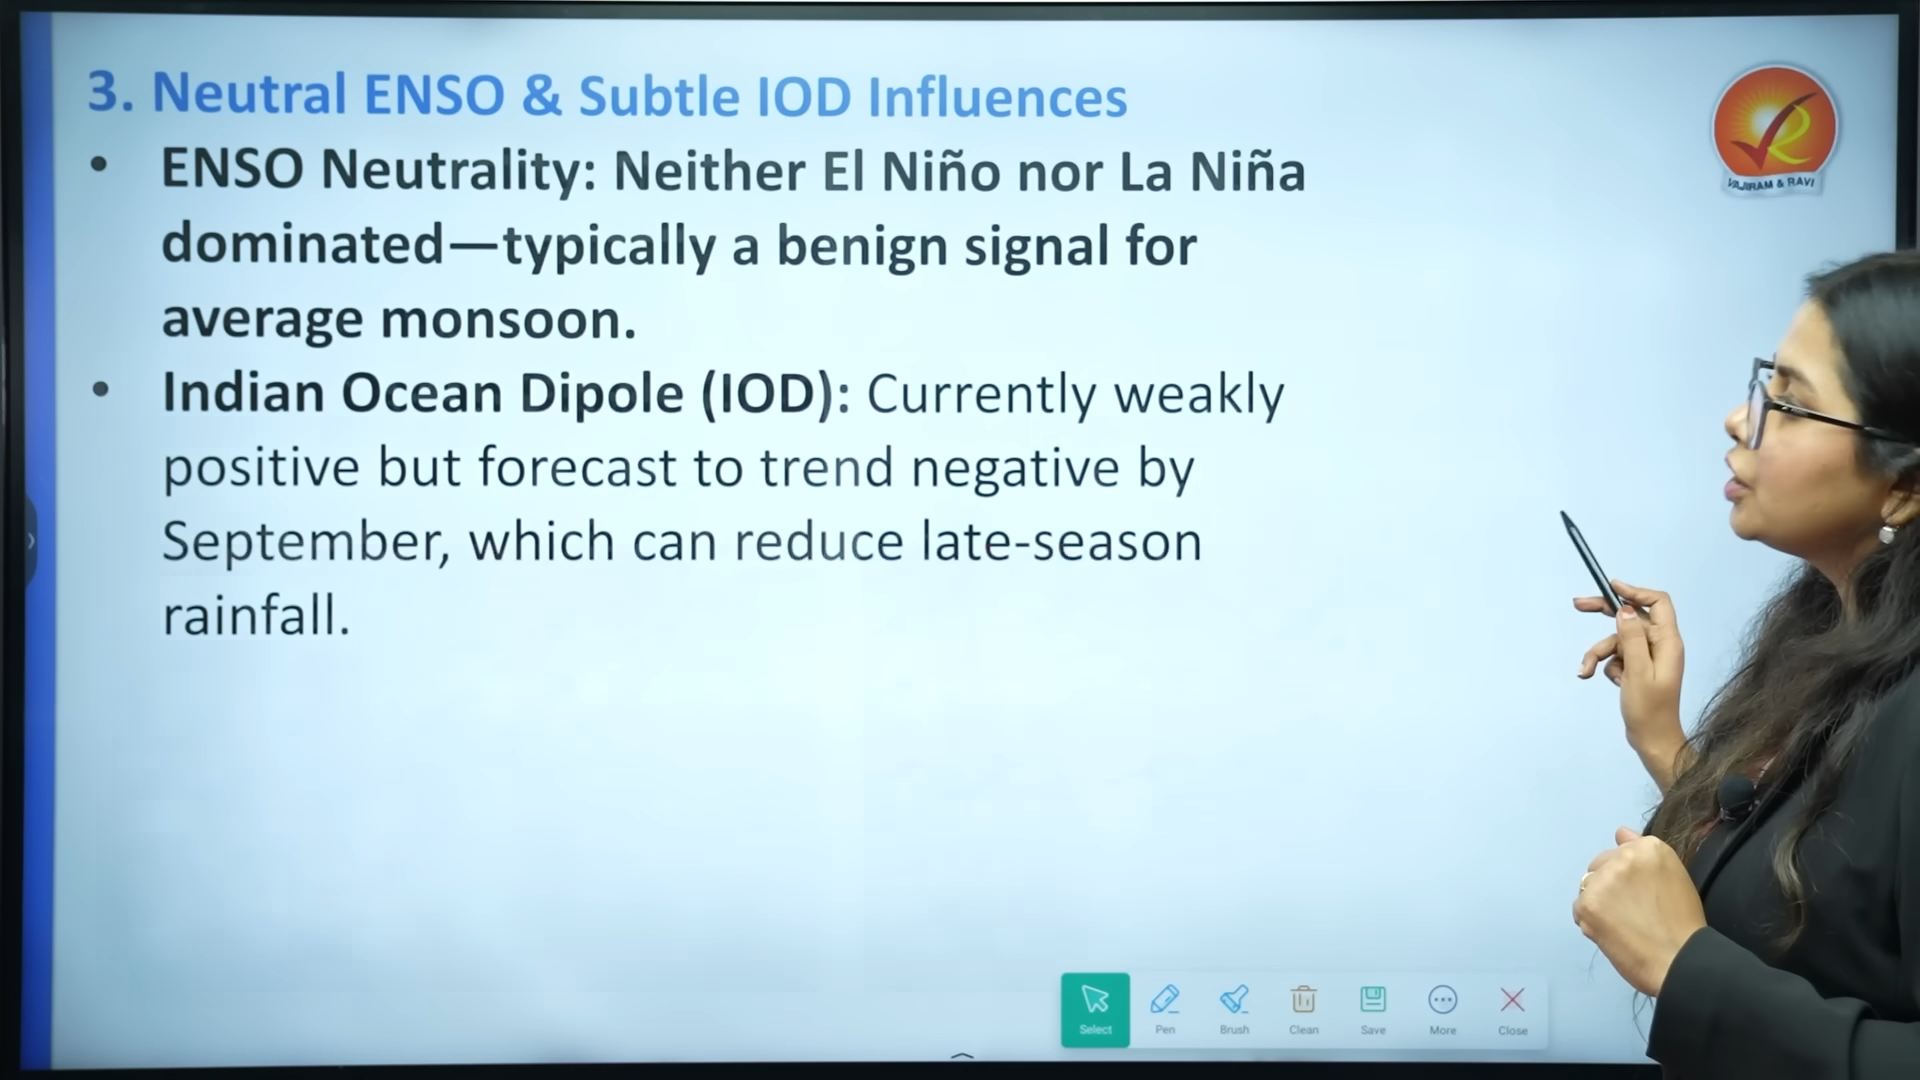 3. Neutral ENSO & Subtle IOD Influences
• ENSO Neutrality: Neither El Niño nor La Niña
dominated—typically a benign signal for
average monsoon.
• Indian Ocean Dipole (IOD): Currently weakly
positive but forecast to trend negative by
September, which can reduce late-season
rainfall.
VAJIRAM & RAVI
Select Pen Brush Clean Save More Close